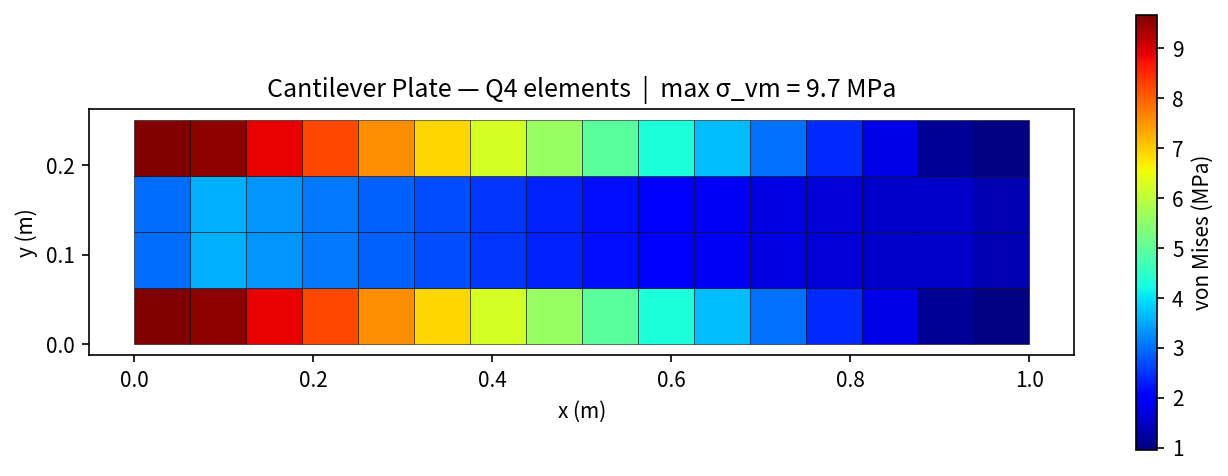 Cantilever Plate — Q4 elements | max σ_vm = 9.7 MPa
y (m)
0.2
0.1
0.0
0.0 0.2 0.4 0.6 0.8 1.0
x (m)
9
8
7
6
5
4
3
2
1
von Mises (MPa)